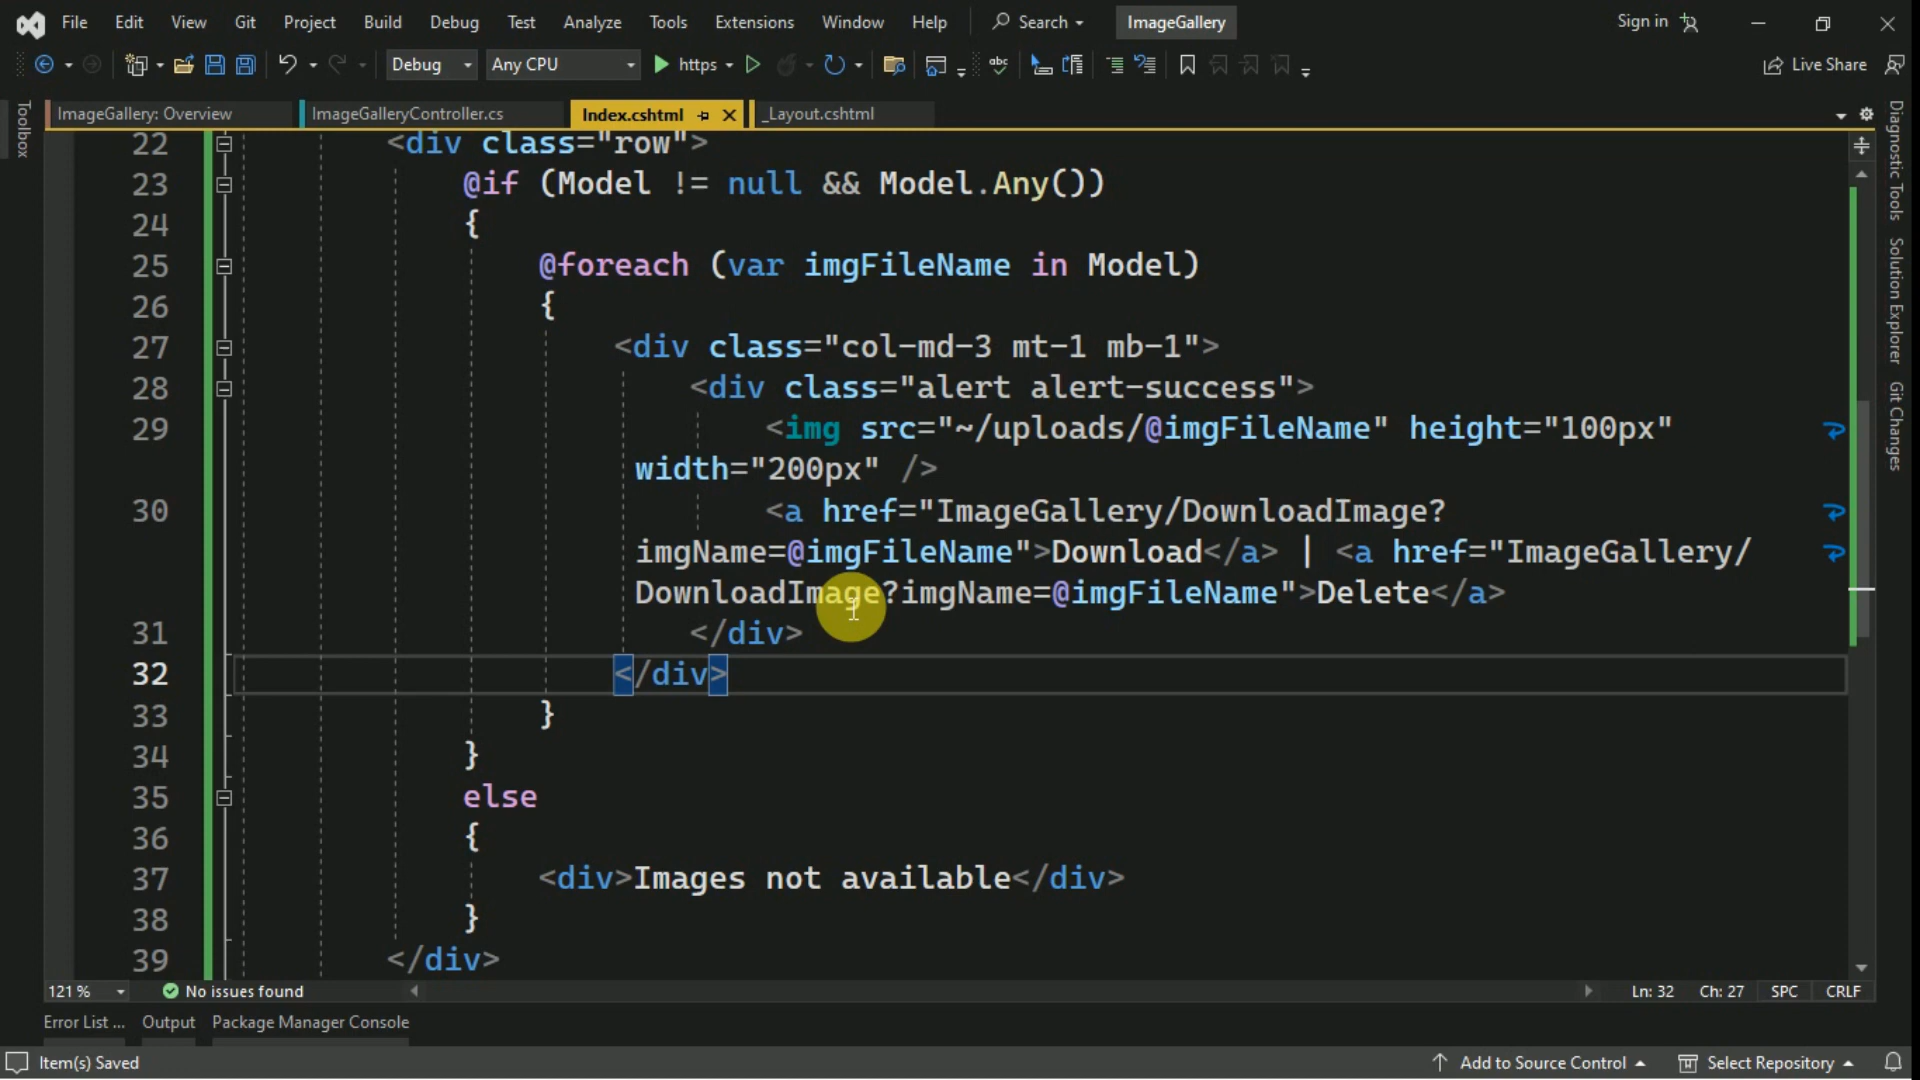 File Edit View Git Project Build Debug Test Analyze Tools Extensions Window Help Search ImageGallery Sign in
Debug Any CPU https abc Live Share
Toolbox
ImageGallery: Overview ImageGalleryController.cs Index.cshtml _Layout.cshtml
22 <div class="row">
23 @if (Model != null && Model.Any())
24 {
25 @foreach (var imgFileName in Model)
26 {
27 <div class="col-md-3 mt-1 mb-1">
28 <div class="alert alert-success">
29 <img src="~/uploads/@imgFileName" height="100px"
width="200px" />
30 <a href="ImageGallery/DownloadImage?
imgName=@imgFileName">Download</a> | <a href="ImageGallery/
DownloadImage?imgName=@imgFileName">Delete</a>
31 </div>
32 </div>
33 }
34 }
35 else
36 {
37 <div>Images not available</div>
38 }
39 </div>
Diagnostic Tools
Solution Explorer
Git Changes
121 % No issues found Ln: 32 Ch: 27 SPC CRLF
Error List ... Output Package Manager Console
Item(s) Saved Add to Source Control Select Repository